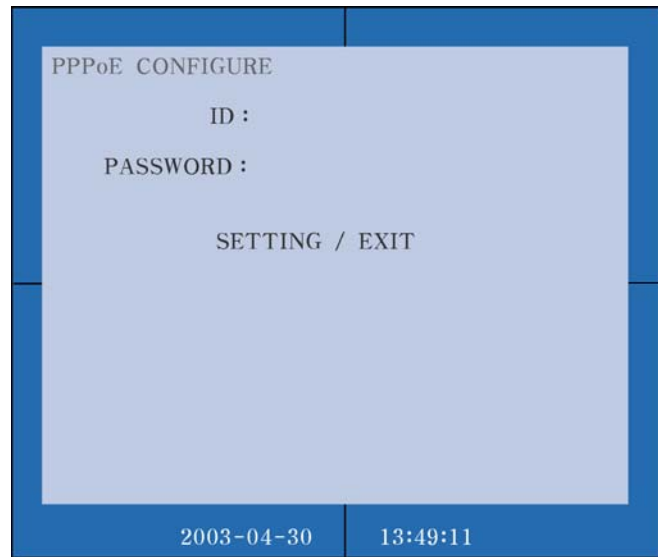 PPPoE CONFIGURE
ID :
PASSWORD :
SETTING / EXIT
2003-04-30 13:49:11